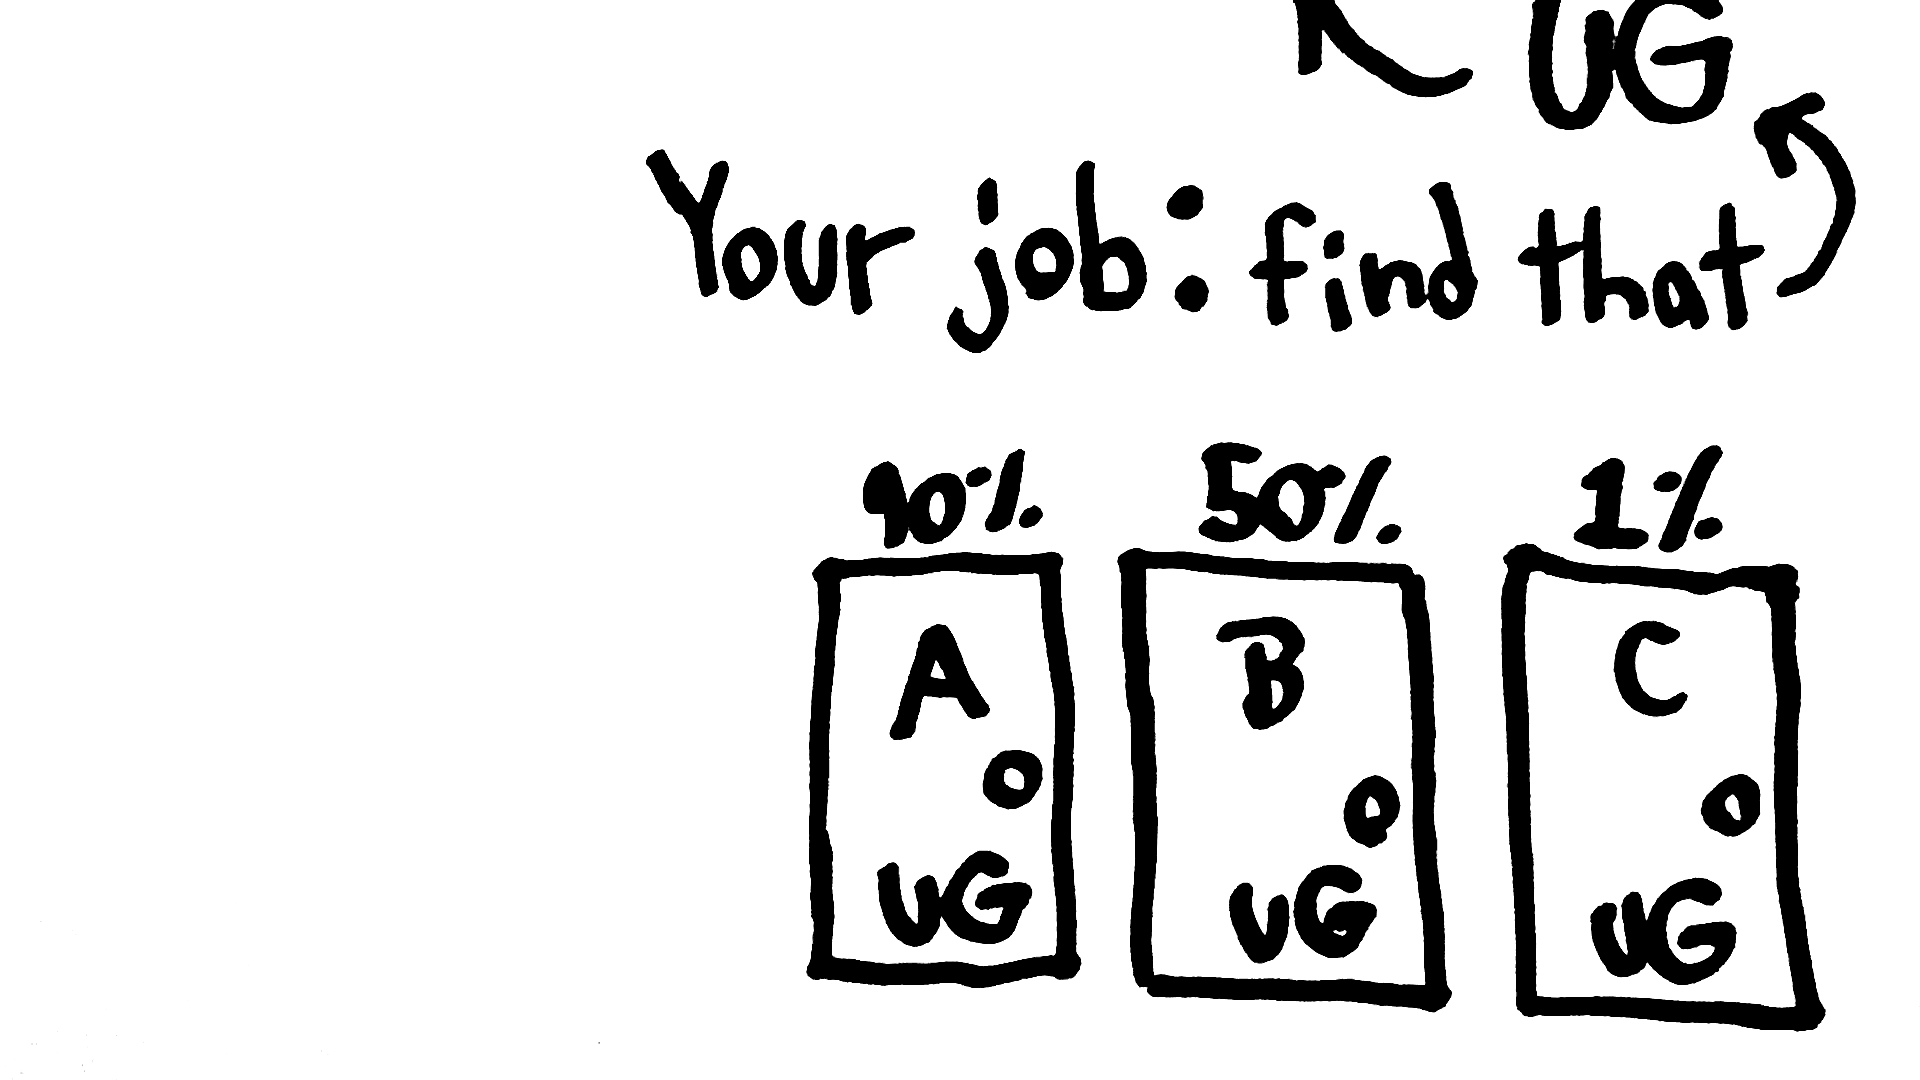 UG
Your job: find that
90% 50% 1%
A B C
UG UG UG